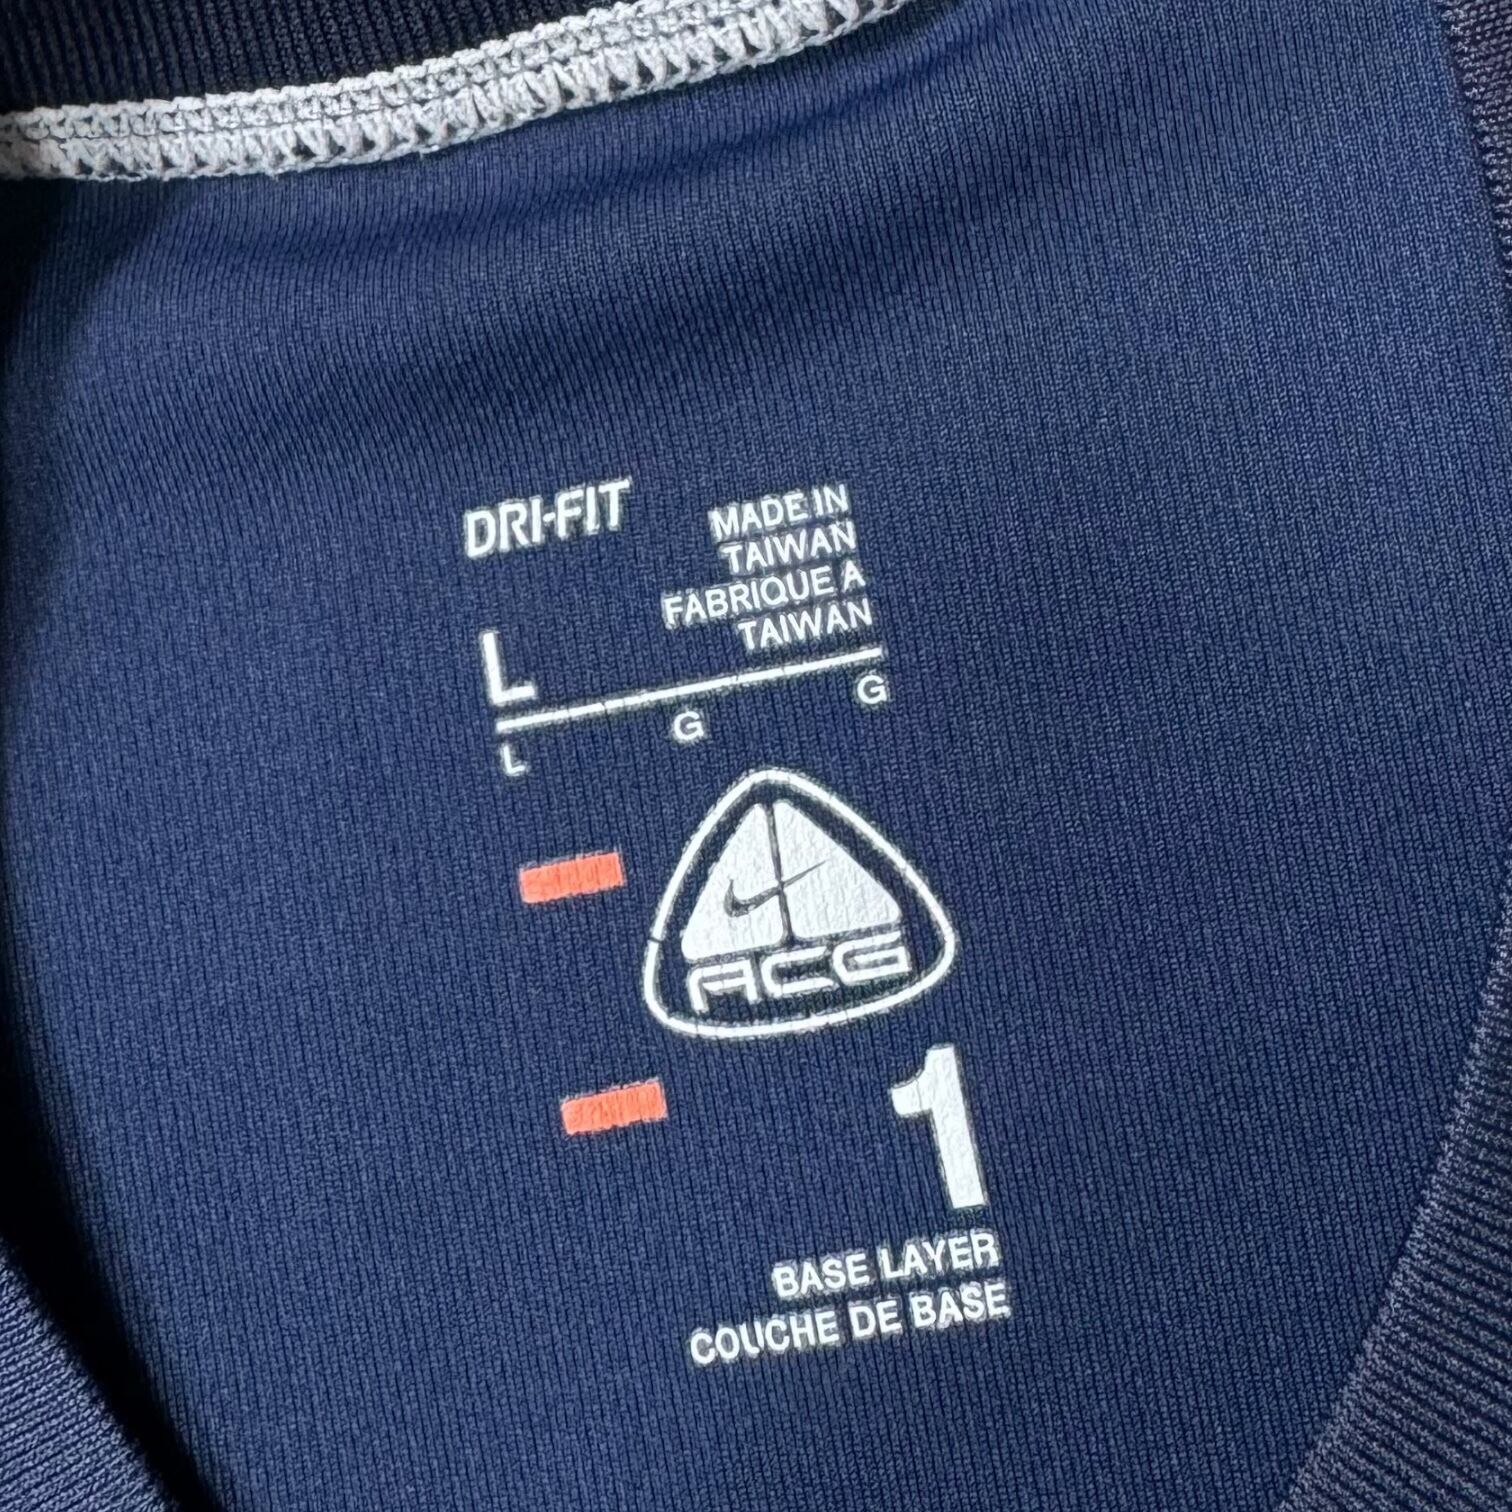 DRI-FIT
MADE IN
TAIWAN
FABRIQUE A
TAIWAN
L
L G G
ACG
1
BASE LAYER
COUCHE DE BASE